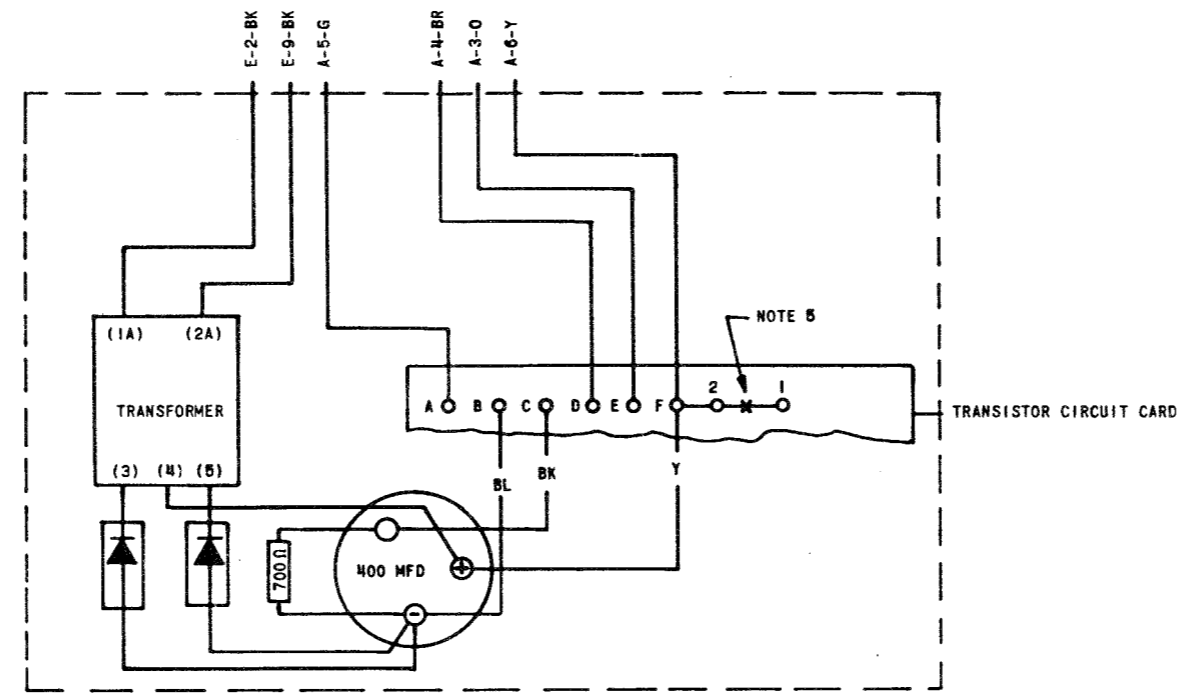 E-2-BK
E-9-BK
A-5-G
A-4-BR
A-3-O
A-6-Y
(1A) (2A)
TRANSFORMER
(3) (4) (5)
NOTE 5
A B C D E F 2 1
TRANSISTOR CIRCUIT CARD
BL
BK
Y
700 Ω
400 MFD
+
-